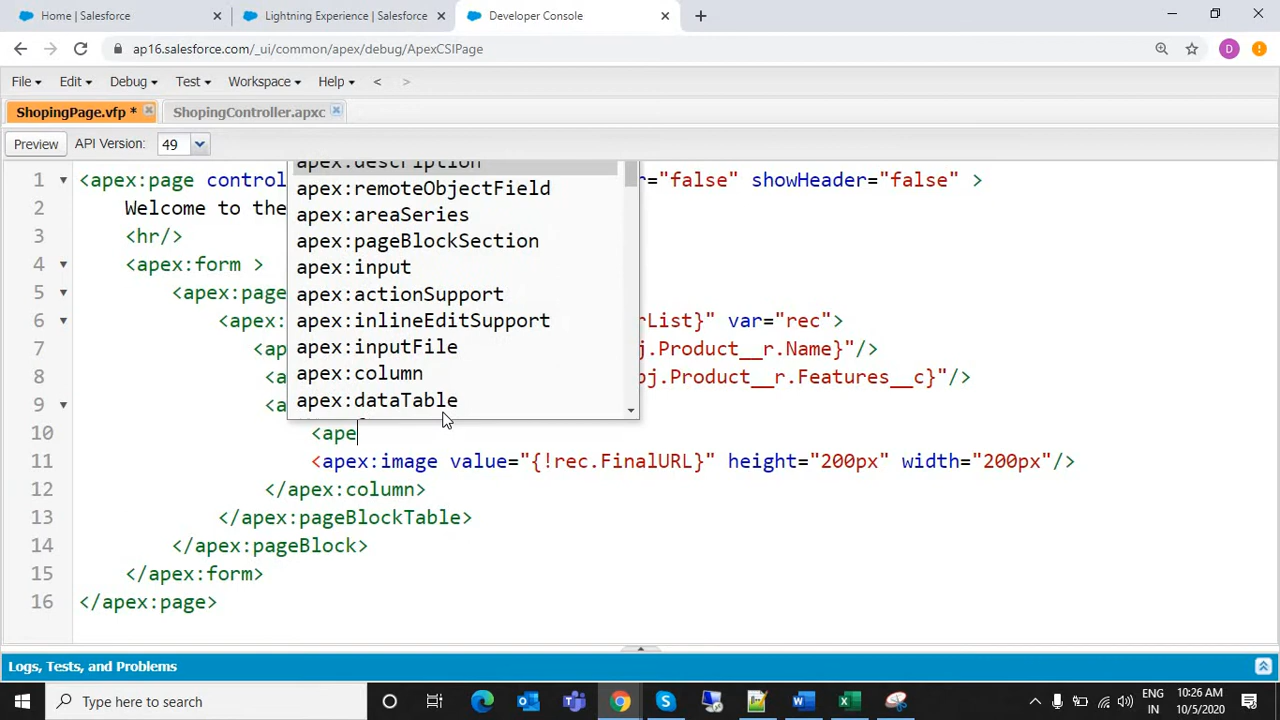 Home | Salesforce
Lightning Experience | Salesforce
Developer Console
ap16.salesforce.com/_ui/common/apex/debug/ApexCSIPage
D
File Edit Debug Test Workspace Help < >
ShopingPage.vfp *
ShopingController.apxc
Preview API Version: 49
1 <apex:page control r="false" showHeader="false" >
2 Welcome to the
3 <hr/>
4 <apex:form >
5 <apex:page
6 <apex: rList}" var="rec">
7 <ap j.Product__r.Name}"/>
8 <a bj.Product__r.Features__c}"/>
9 <a
10 <ape
11 <apex:image value="{!rec.FinalURL}" height="200px" width="200px"/>
12 </apex:column>
13 </apex:pageBlockTable>
14 </apex:pageBlock>
15 </apex:form>
16 </apex:page>
apex:description
apex:remoteObjectField
apex:areaSeries
apex:pageBlockSection
apex:input
apex:actionSupport
apex:inlineEditSupport
apex:inputFile
apex:column
apex:dataTable
Logs, Tests, and Problems
Type here to search
ENG
IN
10:26 AM
10/5/2020